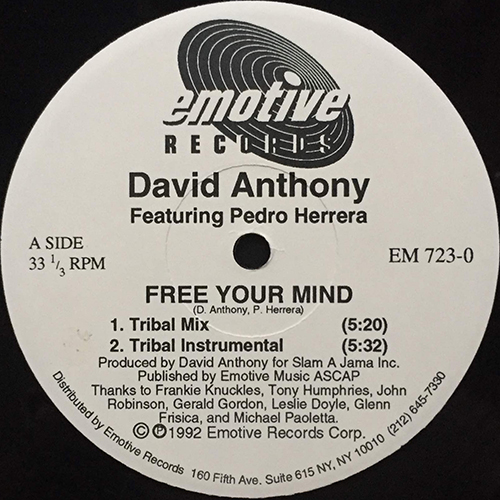 emotive
RECORDS
David Anthony
Featuring Pedro Herrera
A SIDE
33 1/3 RPM
EM 723-0
FREE YOUR MIND
(D. Anthony, P. Herrera)
1. Tribal Mix (5:20)
2. Tribal Instrumental (5:32)
Produced by David Anthony for Slam A Jama Inc.
Published by Emotive Music ASCAP
Thanks to Frankie Knuckles, Tony Humphries, John
Robinson, Gerald Gordon, Leslie Doyle, Glenn
Frisica, and Michael Paoletta.
©℗1992 Emotive Records Corp.
Distributed by Emotive Records 160 Fifth Ave. Suite 615 NY, NY 10010 (212) 645-7330